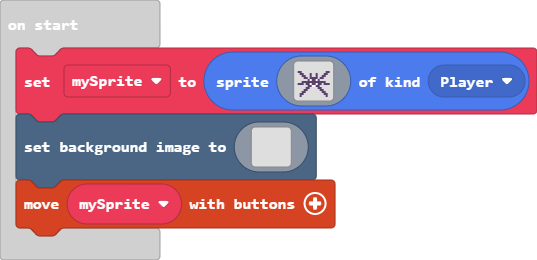 on start
set mySprite to sprite of kind Player
set background image to
move mySprite with buttons